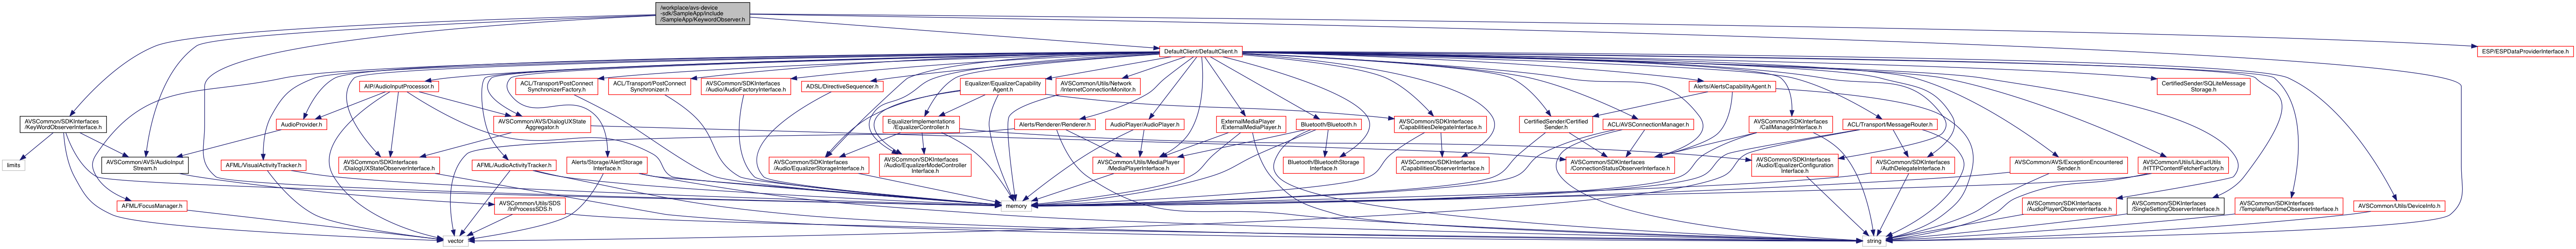 /workplace/avs-device
-sdk/SampleApp/include
/SampleApp/KeywordObserver.h
DefaultClient/DefaultClient.h
ESP/ESPDataProviderInterface.h
ACL/Transport/PostConnect
SynchronizerFactory.h
ACL/Transport/PostConnect
Synchronizer.h
AVSCommon/SDKInterfaces
/Audio/AudioFactoryInterface.h
ADSL/DirectiveSequencer.h
Equalizer/EqualizerCapability
Agent.h
AVSCommon/Utils/Network
/InternetConnectionMonitor.h
AIP/AudioInputProcessor.h
Alerts/AlertsCapabilityAgent.h
CertifiedSender/SQLiteMessage
Storage.h
AVSCommon/SDKInterfaces
/KeyWordObserverInterface.h
AudioProvider.h
AVSCommon/AVS/DialogUXState
Aggregator.h
EqualizerImplementations
/EqualizerController.h
Alerts/Renderer/Renderer.h
AudioPlayer/AudioPlayer.h
ExternalMediaPlayer
/ExternalMediaPlayer.h
Bluetooth/Bluetooth.h
AVSCommon/SDKInterfaces
/CapabilitiesDelegateInterface.h
CertifiedSender/Certified
Sender.h
ACL/AVSConnectionManager.h
AVSCommon/SDKInterfaces
/CallManagerInterface.h
ACL/Transport/MessageRouter.h
limits
AVSCommon/AVS/AudioInput
Stream.h
AFML/VisualActivityTracker.h
AVSCommon/SDKInterfaces
/DialogUXStateObserverInterface.h
AFML/AudioActivityTracker.h
Alerts/Storage/AlertStorage
Interface.h
AVSCommon/SDKInterfaces
/Audio/EqualizerStorageInterface.h
AVSCommon/SDKInterfaces
/Audio/EqualizerModeController
Interface.h
AVSCommon/Utils/MediaPlayer
/MediaPlayerInterface.h
Bluetooth/BluetoothStorage
Interface.h
AVSCommon/SDKInterfaces
/CapabilitiesObserverInterface.h
AVSCommon/SDKInterfaces
/ConnectionStatusObserverInterface.h
AVSCommon/SDKInterfaces
/Audio/EqualizerConfiguration
Interface.h
AVSCommon/SDKInterfaces
/AuthDelegateInterface.h
AVSCommon/AVS/ExceptionEncountered
Sender.h
AVSCommon/Utils/LibcurlUtils
/HTTPContentFetcherFactory.h
AFML/FocusManager.h
AVSCommon/Utils/SDS
/InProcessSDS.h
memory
AVSCommon/SDKInterfaces
/AudioPlayerObserverInterface.h
AVSCommon/SDKInterfaces
/SingleSettingObserverInterface.h
AVSCommon/SDKInterfaces
/TemplateRuntimeObserverInterface.h
AVSCommon/Utils/DeviceInfo.h
vector
string